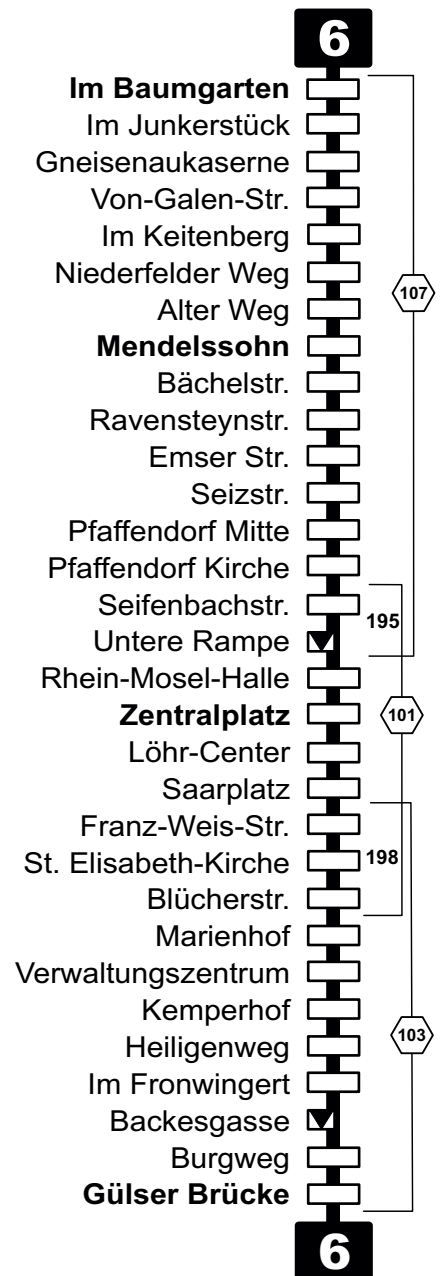 6
Im Baumgarten
Im Junkerstück
Gneisenaukaserne
Von-Galen-Str.
Im Keitenberg
Niederfelder Weg
107
Alter Weg
Mendelssohn
Bächelstr.
Ravensteynstr.
Emser Str.
Seizstr.
Pfaffendorf Mitte
Pfaffendorf Kirche
Seifenbachstr.
195
Untere Rampe
Rhein-Mosel-Halle
Zentralplatz
101
Löhr-Center
Saarplatz
Franz-Weis-Str.
St. Elisabeth-Kirche
198
Blücherstr.
Marienhof
Verwaltungszentrum
Kemperhof
103
Heiligenweg
Im Fronwingert
Backesgasse
Burgweg
Gülser Brücke
6